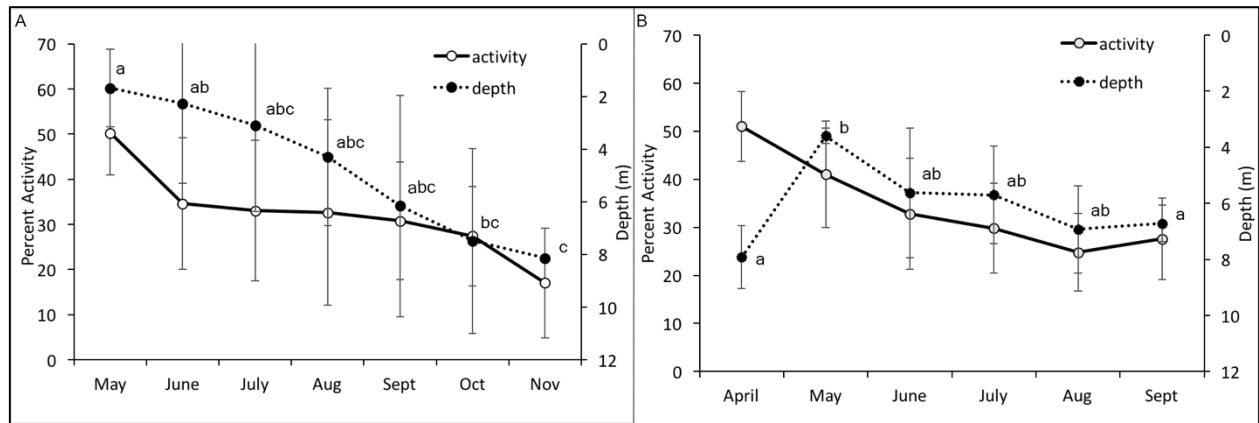 A
Percent Activity
70
60
50
40
30
20
10
0
activity
depth
a
ab
abc
abc
abc
bc
c
0
2
4
6
8
10
12
Depth (m)
May June July Aug Sept Oct Nov
B
Percent Activity
70
60
50
40
30
20
10
0
activity
depth
a
b
ab
ab
ab
a
0
2
4
6
8
10
12
Depth (m)
April May June July Aug Sept